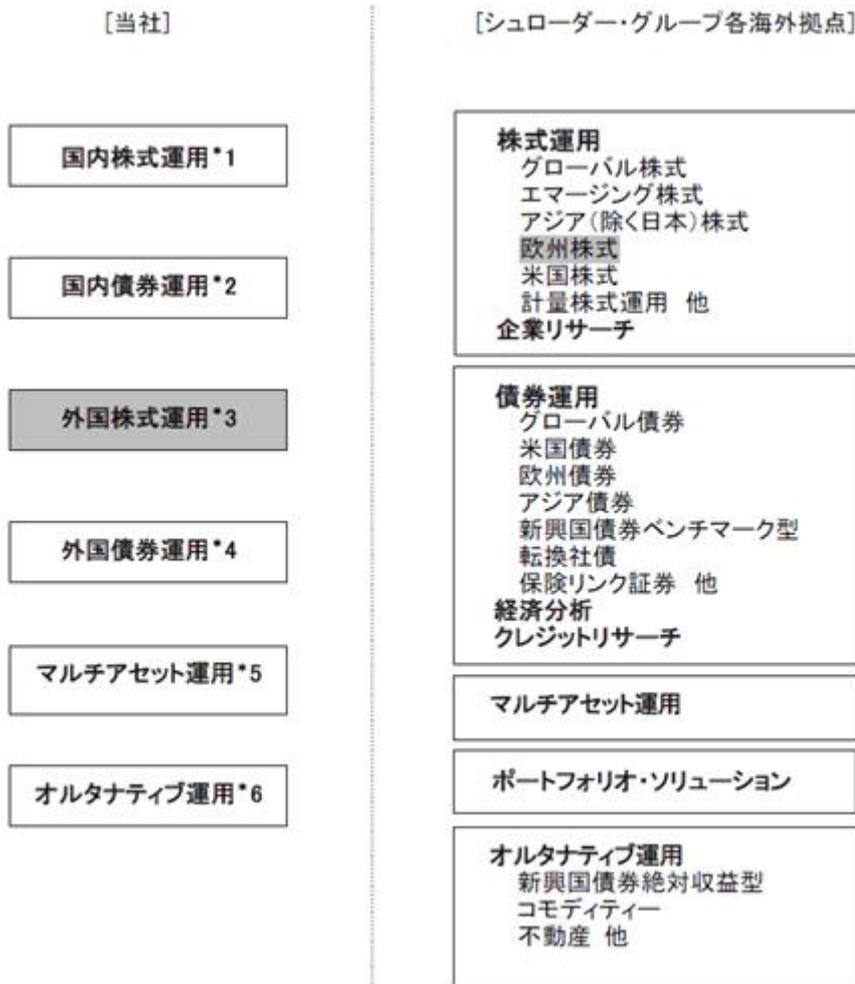 [当社]
[シュローダー・グループ各海外拠点]
国内株式運用*1
国内債券運用*2
外国株式運用*3
外国債券運用*4
マルチアセット運用*5
オルタナティブ運用*6
株式運用
グローバル株式
エマージング株式
アジア(除く日本)株式
欧州株式
米国株式
計量株式運用 他
企業リサーチ
債券運用
グローバル債券
米国債券
欧州債券
アジア債券
新興国債券ベンチマーク型
転換社債
保険リンク証券 他
経済分析
クレジットリサーチ
マルチアセット運用
ポートフォリオ・ソリューション
オルタナティブ運用
新興国債券絶対収益型
コモディティー
不動産 他